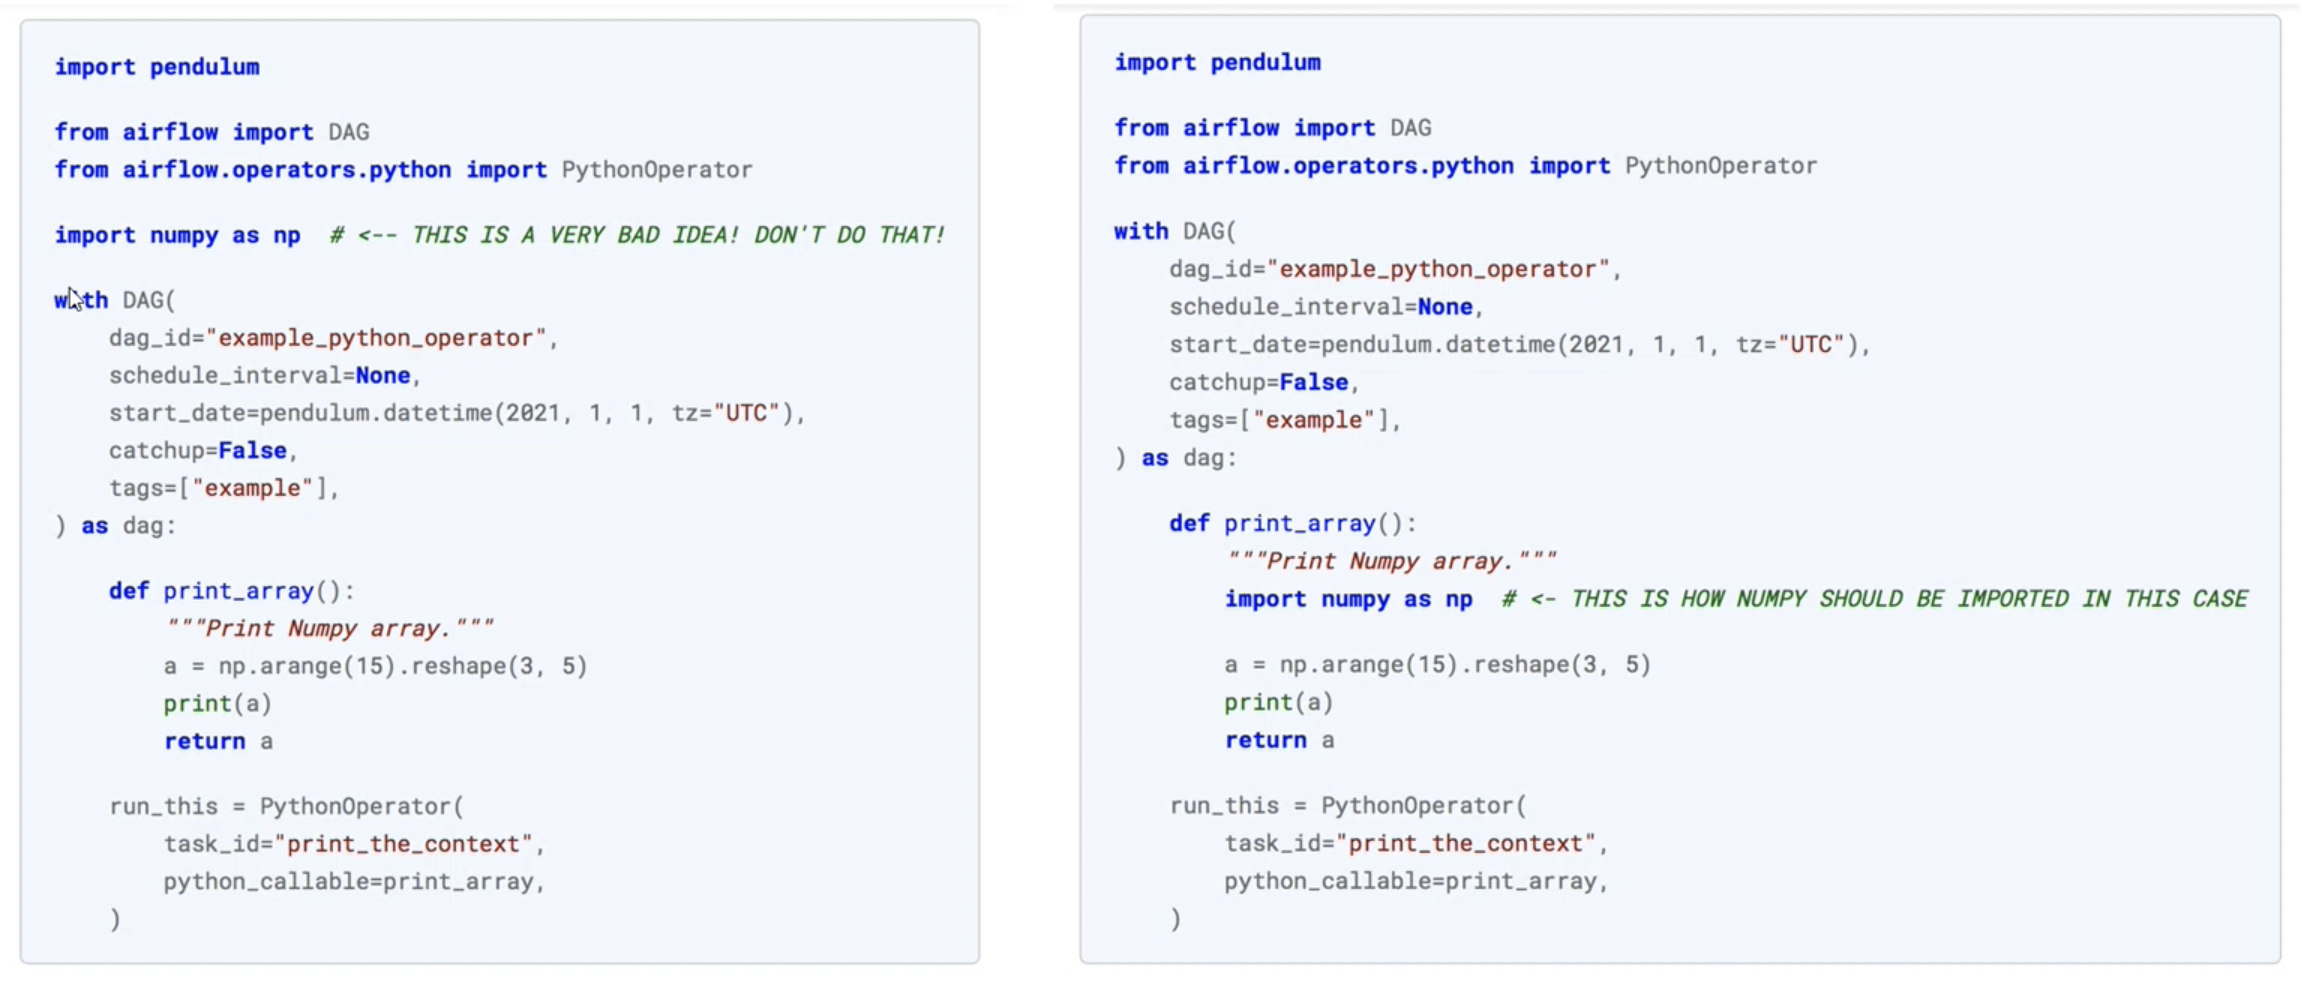 import pendulum
from airflow import DAG
from airflow.operators.python import PythonOperator
import numpy as np  # <-- THIS IS A VERY BAD IDEA! DON'T DO THAT!
with DAG(
    dag_id="example_python_operator",
    schedule_interval=None,
    start_date=pendulum.datetime(2021, 1, 1, tz="UTC"),
    catchup=False,
    tags=["example"],
) as dag:
    def print_array():
        """Print Numpy array."""
        a = np.arange(15).reshape(3, 5)
        print(a)
        return a
    run_this = PythonOperator(
        task_id="print_the_context",
        python_callable=print_array,
    )
import pendulum
from airflow import DAG
from airflow.operators.python import PythonOperator
with DAG(
    dag_id="example_python_operator",
    schedule_interval=None,
    start_date=pendulum.datetime(2021, 1, 1, tz="UTC"),
    catchup=False,
    tags=["example"],
) as dag:
    def print_array():
        """Print Numpy array."""
        import numpy as np  # <- THIS IS HOW NUMPY SHOULD BE IMPORTED IN THIS CASE
        a = np.arange(15).reshape(3, 5)
        print(a)
        return a
    run_this = PythonOperator(
        task_id="print_the_context",
        python_callable=print_array,
    )